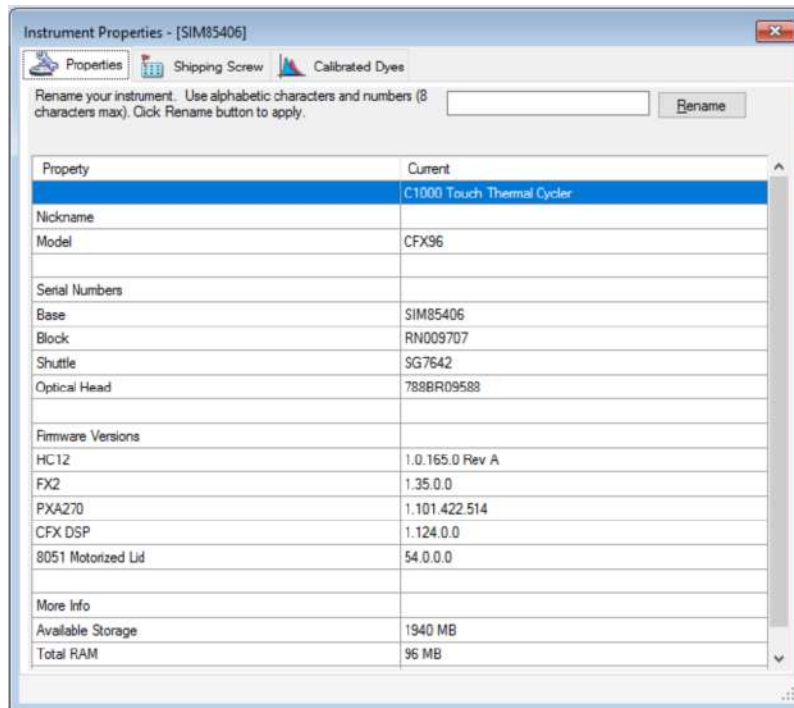 Instrument Properties - [SIM85406]
Properties Shipping Screw Calibrated Dyes
Rename your instrument. Use alphabetic characters and numbers (8
characters max). Click Rename button to apply.
Rename
Property Current
C1000 Touch Thermal Cycler
Nickname
Model CFX96
Serial Numbers
Base SIM85406
Block RN009707
Shuttle SG7642
Optical Head 788BR09588
Firmware Versions
HC12 1.0.165.0 Rev A
FX2 1.35.0.0
PXA270 1.101.422.514
CFX DSP 1.124.0.0
8051 Motorized Lid 54.0.0.0
More Info
Available Storage 1940 MB
Total RAM 96 MB